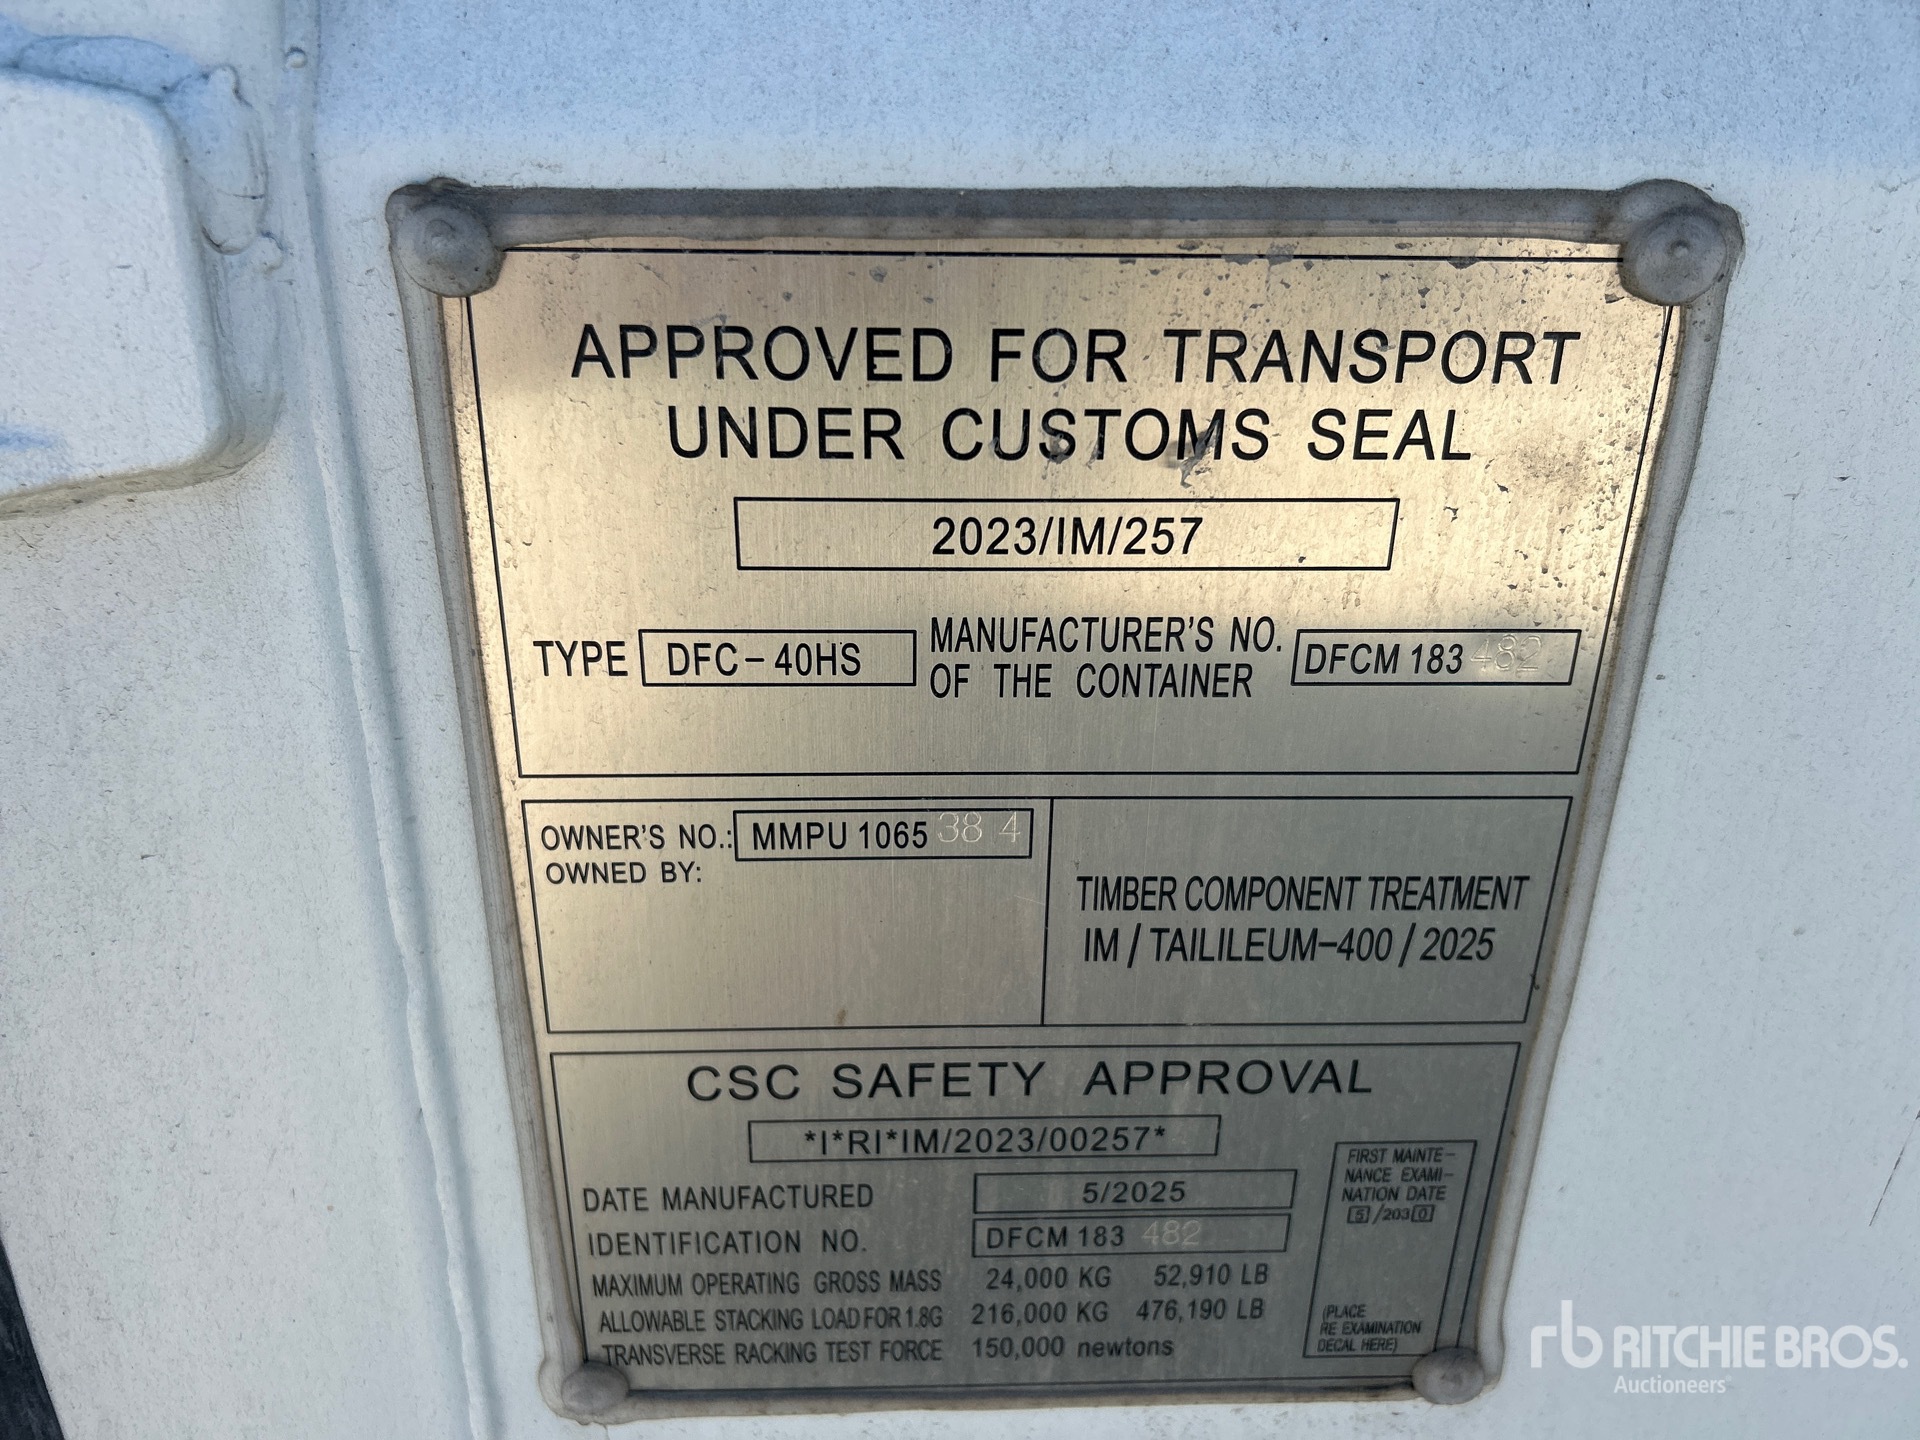 APPROVED FOR TRANSPORT
UNDER CUSTOMS SEAL
2023/IM/257
TYPE DFC-40HS MANUFACTURER'S NO. OF THE CONTAINER DFCM 183 482
OWNER'S NO.: MMPU 1065 38 4
OWNED BY:
TIMBER COMPONENT TREATMENT
IM / TAILILEUM-400 / 2025
CSC SAFETY APPROVAL
*I*RI*IM/2023/00257*
DATE MANUFACTURED 5/2025
IDENTIFICATION NO. DFCM 183 482
MAXIMUM OPERATING GROSS MASS 24,000 KG 52,910 LB
ALLOWABLE STACKING LOAD FOR 1.8G 216,000 KG 476,190 LB
TRANSVERSE RACKING TEST FORCE 150,000 newtons
FIRST MAINTE-
NANCE EXAMI-
NATION DATE
5/2030
(PLACE
RE EXAMINATION
DECAL HERE)
rb RITCHIE BROS.
Auctioneers